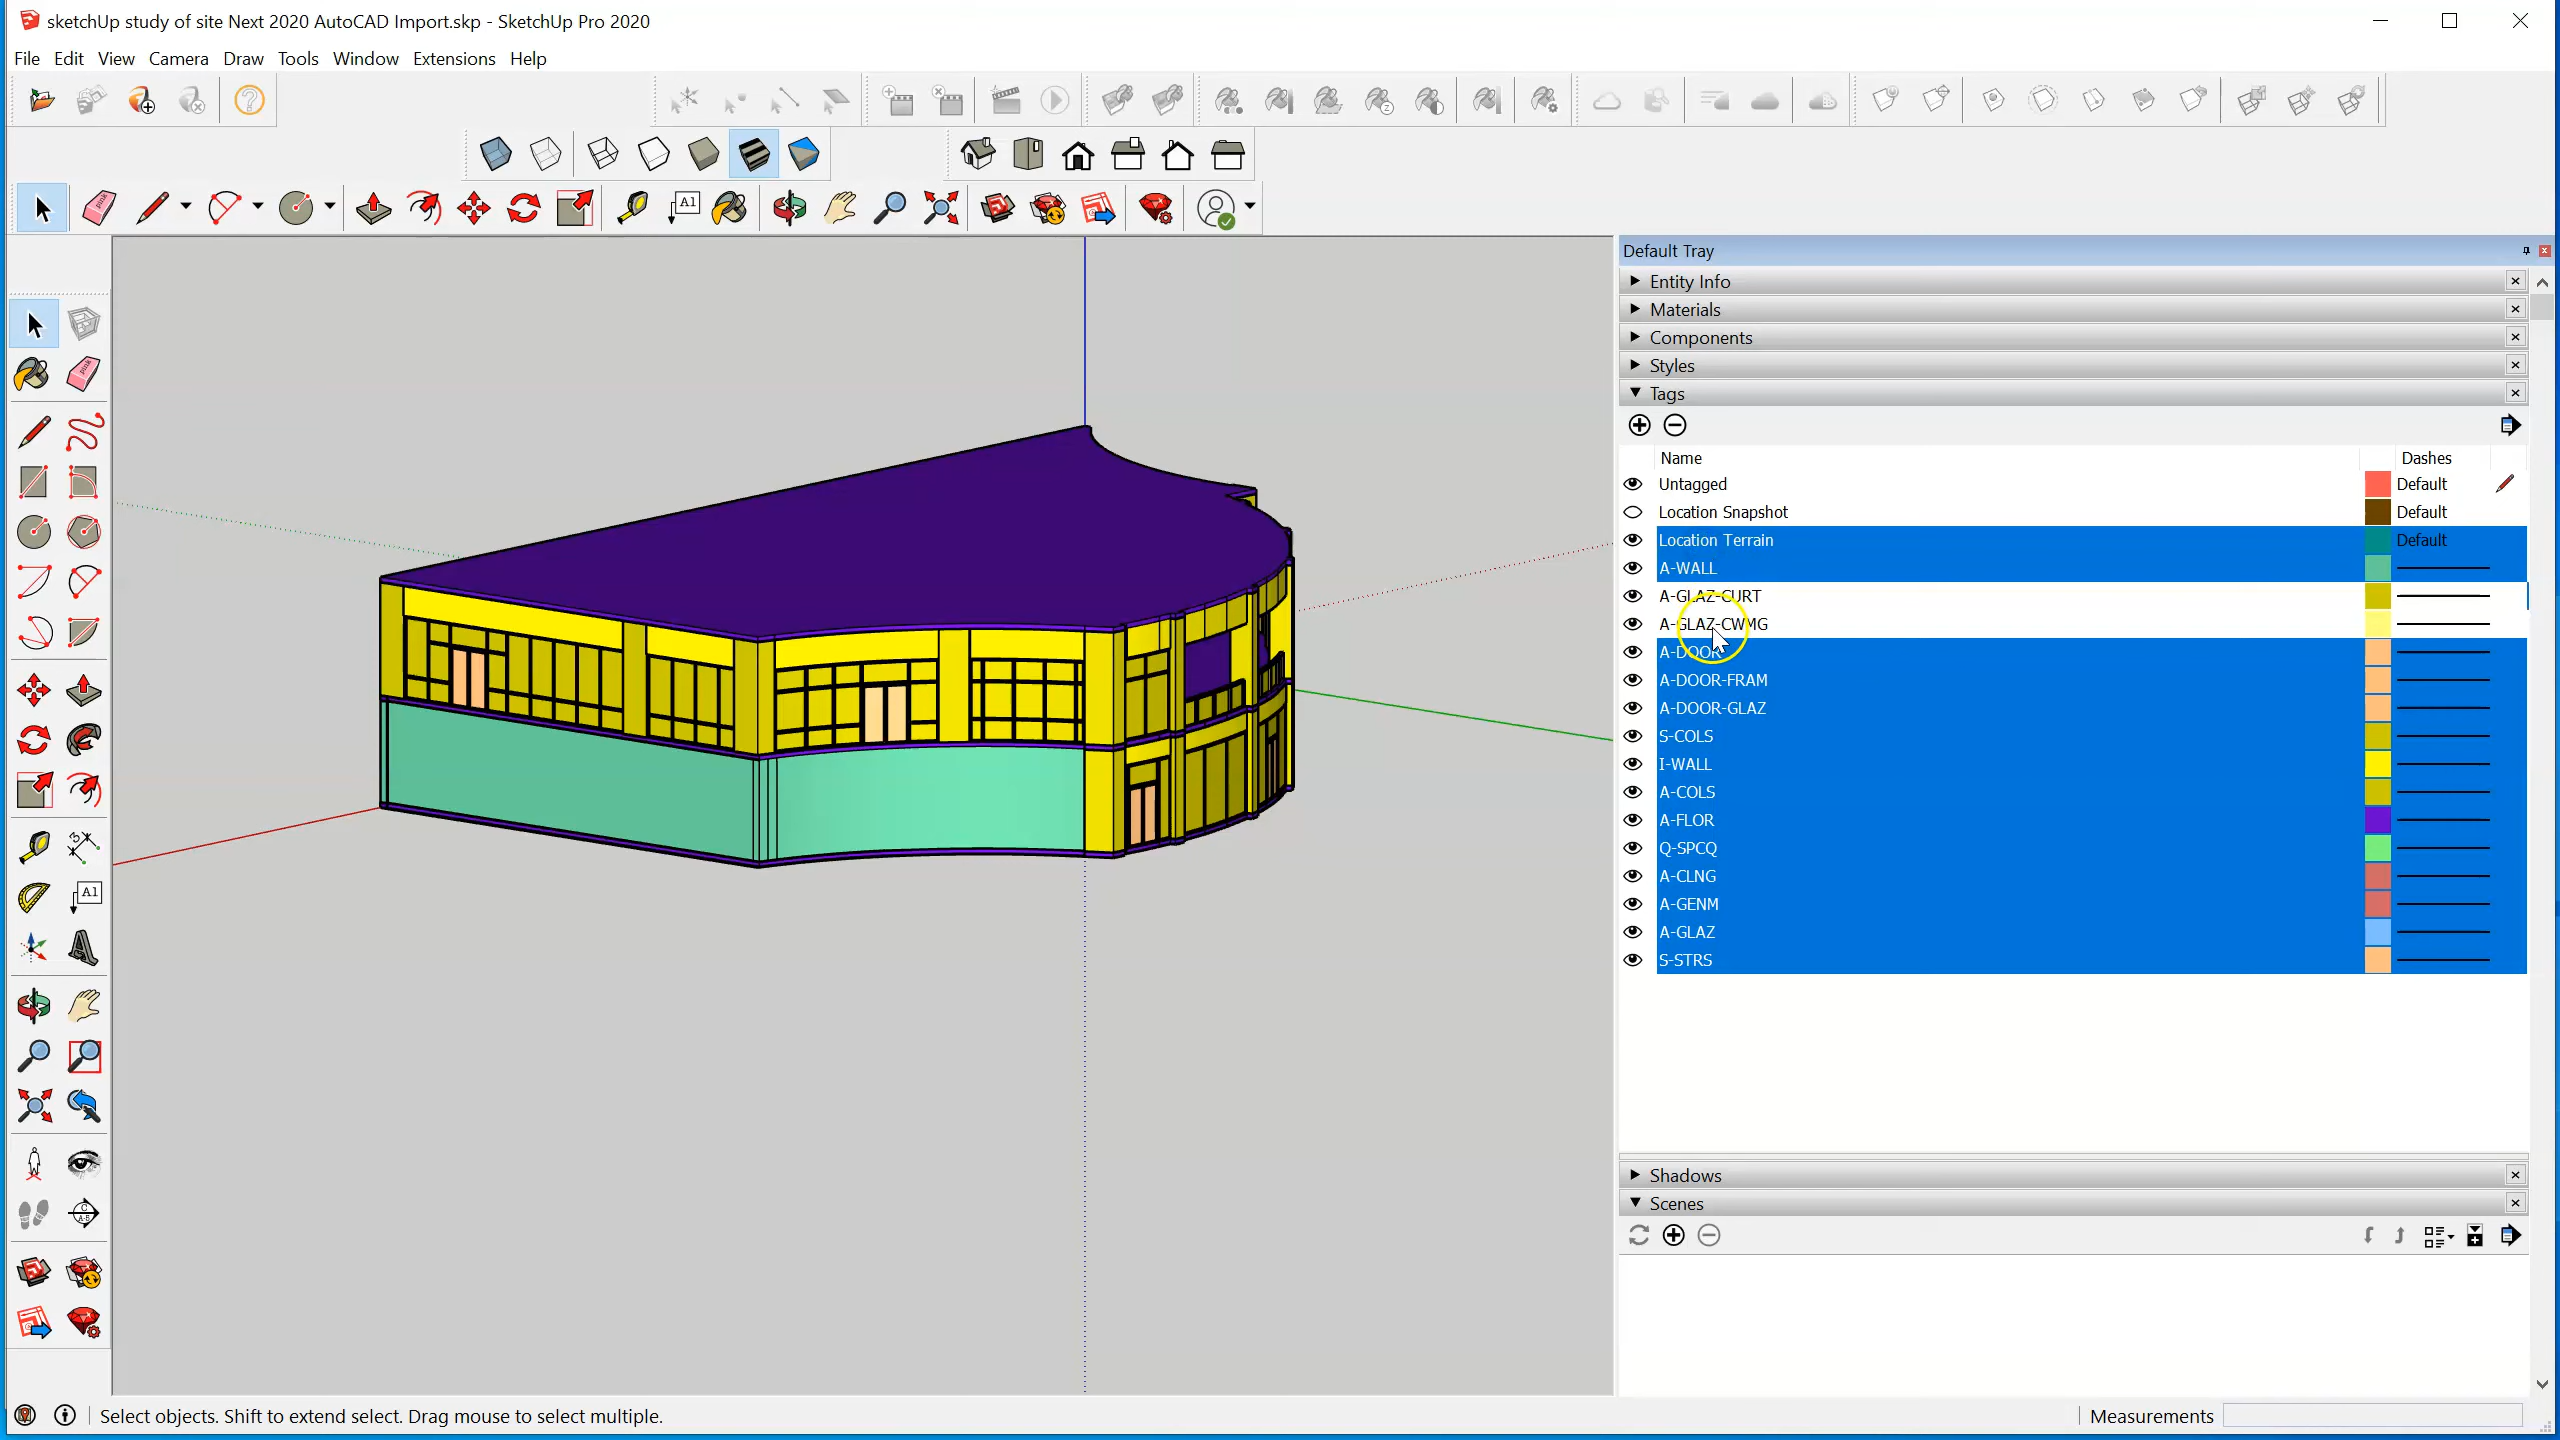 sketchUp study of site Next 2020 AutoCAD Import.skp - SketchUp Pro 2020
File Edit View Camera Draw Tools Window Extensions Help
Default Tray
Entity Info
Materials
Components
Styles
Tags
Name Dashes
Untagged Default
Location Snapshot Default
Location Terrain Default
A-WALL
A-GLAZ-CURT
A-GLAZ-CWMG
A-DOOR
A-DOOR-FRAM
A-DOOR-GLAZ
S-COLS
I-WALL
A-COLS
A-FLOR
Q-SPCQ
A-CLNG
A-GENM
A-GLAZ
S-STRS
Shadows
Scenes
Select objects. Shift to extend select. Drag mouse to select multiple.
Measurements